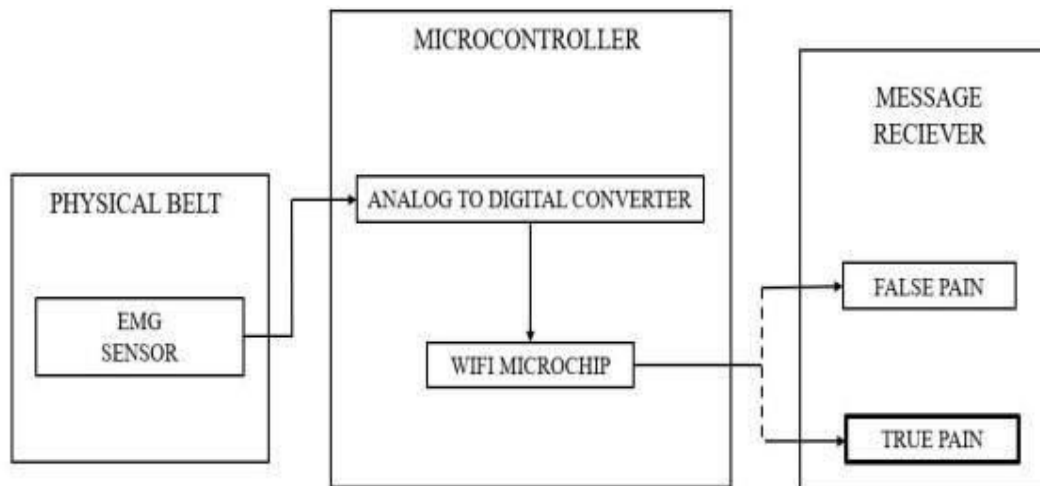 PHYSICAL BELT
EMG
SENSOR
MICROCONTROLLER
ANALOG TO DIGITAL CONVERTER
WIFI MICROCHIP
MESSAGE
RECIEVER
FALSE PAIN
TRUE PAIN